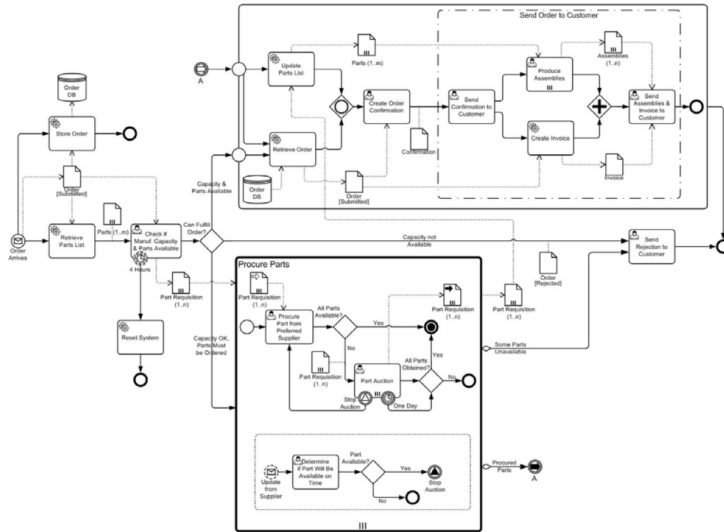 Send Order to Customer
Update
Parts List
Parts (1..m)
Produce
Assemblies
Assemblies
(1..n)
A
Order
DB
Store Order
Create Order
Confirmation
Send
Confirmation to
Customer
Send
Assemblies &
Invoice to
Customer
Retrieve Order
Create Invoice
Confirmation
Order
DB
Order
[Submitted]
Invoice
Order
[Submitted]
Capacity &
Parts Available
Parts (1..m)
Can Fulfill
Order?
Order
Arrives
Retrieve
Parts List
Check if
Manuf. Capacity
& Parts Available
4 Hours
Capacity not
Available
Send
Rejection to
Customer
Order
[Rejected]
Part Requisition
(1..n)
Procure Parts
Part Requisition
(1..n)
Part Requisition
(1..n)
Part Requisition
(1..n)
Reset System
Capacity OK,
Parts Must
be Ordered
Procure
Part from
Preferred
Supplier
All Parts
Available?
Yes
No
Yes
Some Parts
Unavailable
Part Requisition
(1..n)
Part Auction
All Parts
Obtained?
No
Stop
Auction
One Day
Update
from
Supplier
Determine
if Part Will Be
Available on
Time
Part
Available?
Yes
No
Stop
Auction
Procured
Parts
A